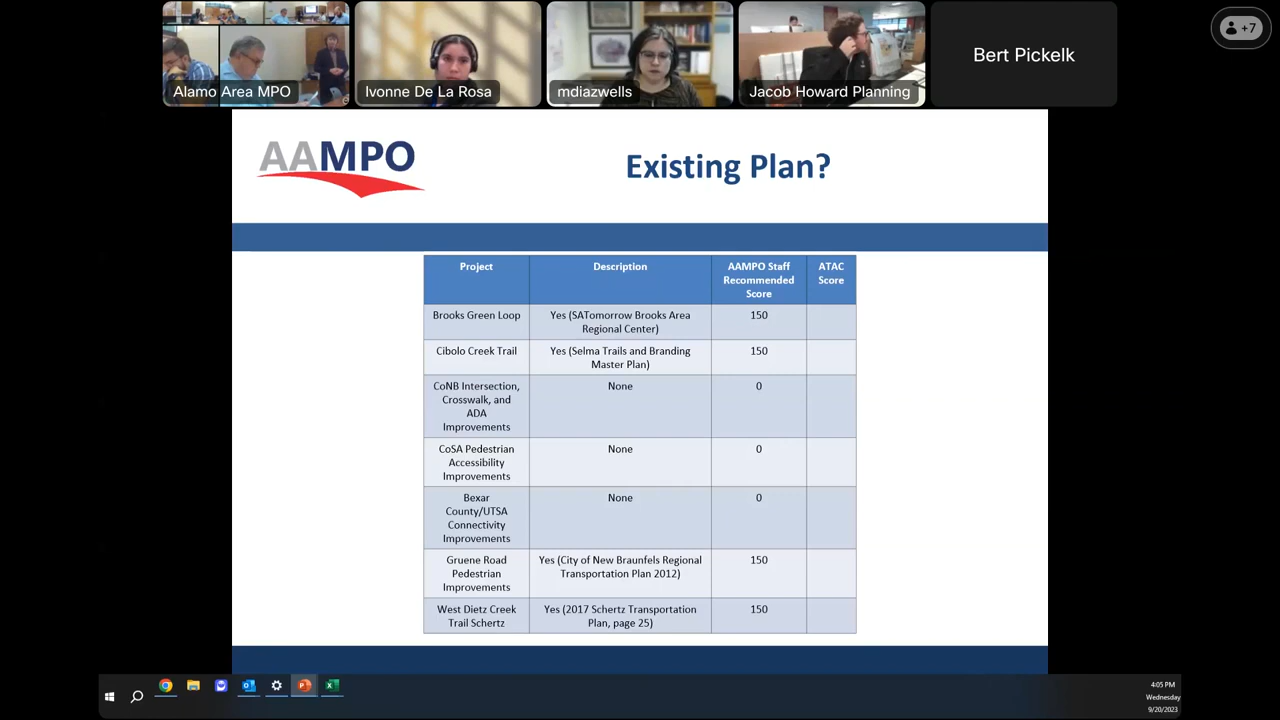 Alamo Area MPO
Ivonne De La Rosa
mdiazwells
Jacob Howard Planning
Bert Pickelk
+7
AAMPO
Existing Plan?
Project
Description
AAMPO Staff
Recommended
Score
ATAC
Score
Brooks Green Loop
Yes (SATomorrow Brooks Area
Regional Center)
150
Cibolo Creek Trail
Yes (Selma Trails and Branding
Master Plan)
150
CoNB Intersection,
Crosswalk, and
ADA
Improvements
None
0
CoSA Pedestrian
Accessibility
Improvements
None
0
Bexar
County/UTSA
Connectivity
Improvements
None
0
Gruene Road
Pedestrian
Improvements
Yes (City of New Braunfels Regional
Transportation Plan 2012)
150
West Dietz Creek
Trail Schertz
Yes (2017 Schertz Transportation
Plan, page 25)
150
4:05 PM
Wednesday
9/20/2023